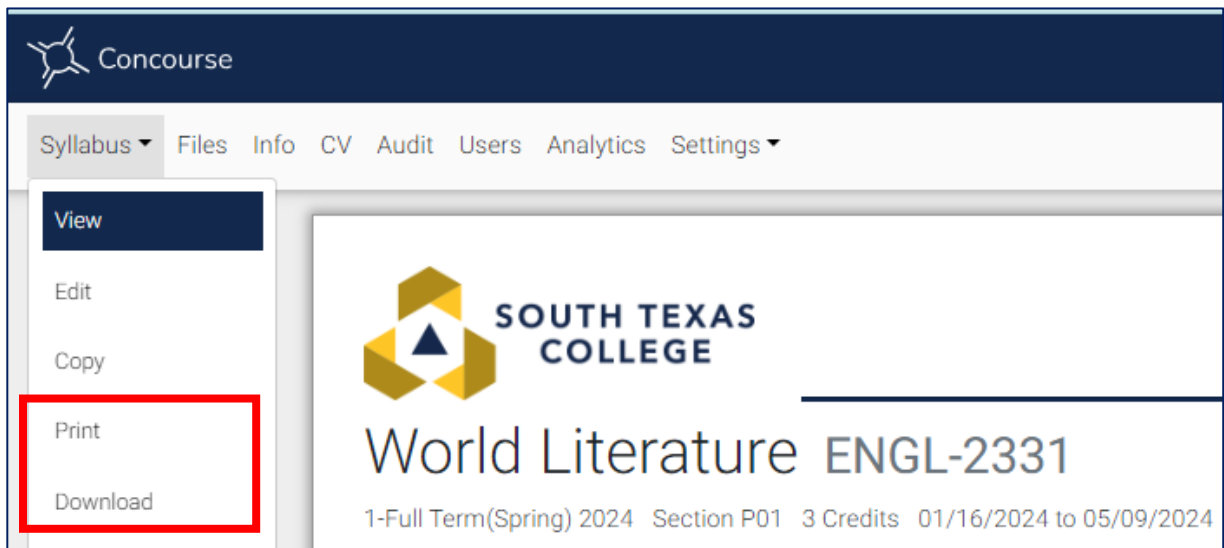 Concourse
Syllabus Files Info CV Audit Users Analytics Settings
View
Edit
Copy
Print
Download
SOUTH TEXAS
COLLEGE
World Literature ENGL-2331
1-Full Term(Spring) 2024 Section P01 3 Credits 01/16/2024 to 05/09/2024